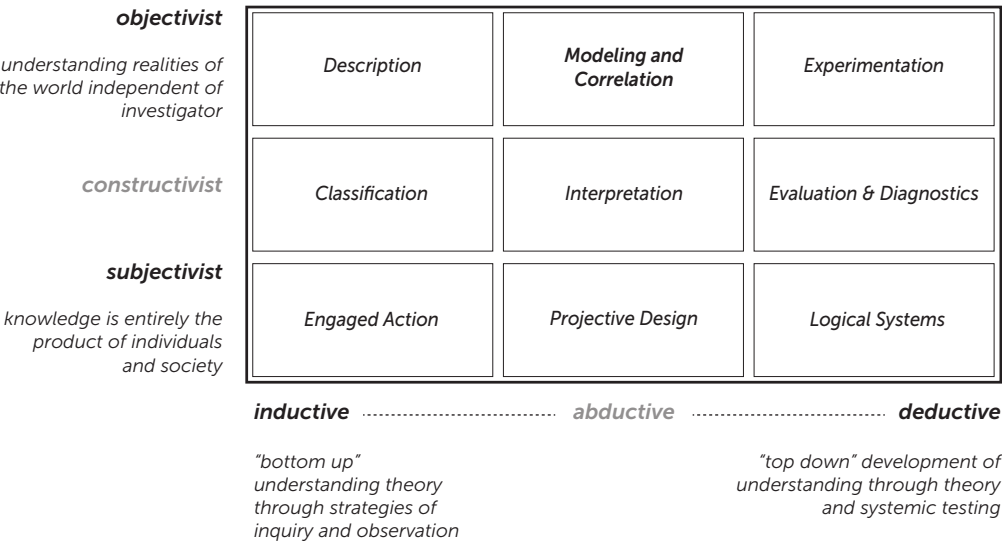 objectivist
understanding realities of
the world independent of
investigator
Description
Modeling and
Correlation
Experimentation
constructivist
Classification
Interpretation
Evaluation & Diagnostics
subjectivist
knowledge is entirely the
product of individuals
and society
Engaged Action
Projective Design
Logical Systems
inductive
abductive
deductive
"bottom up"
understanding theory
through strategies of
inquiry and observation
"top down" development of
understanding through theory
and systemic testing